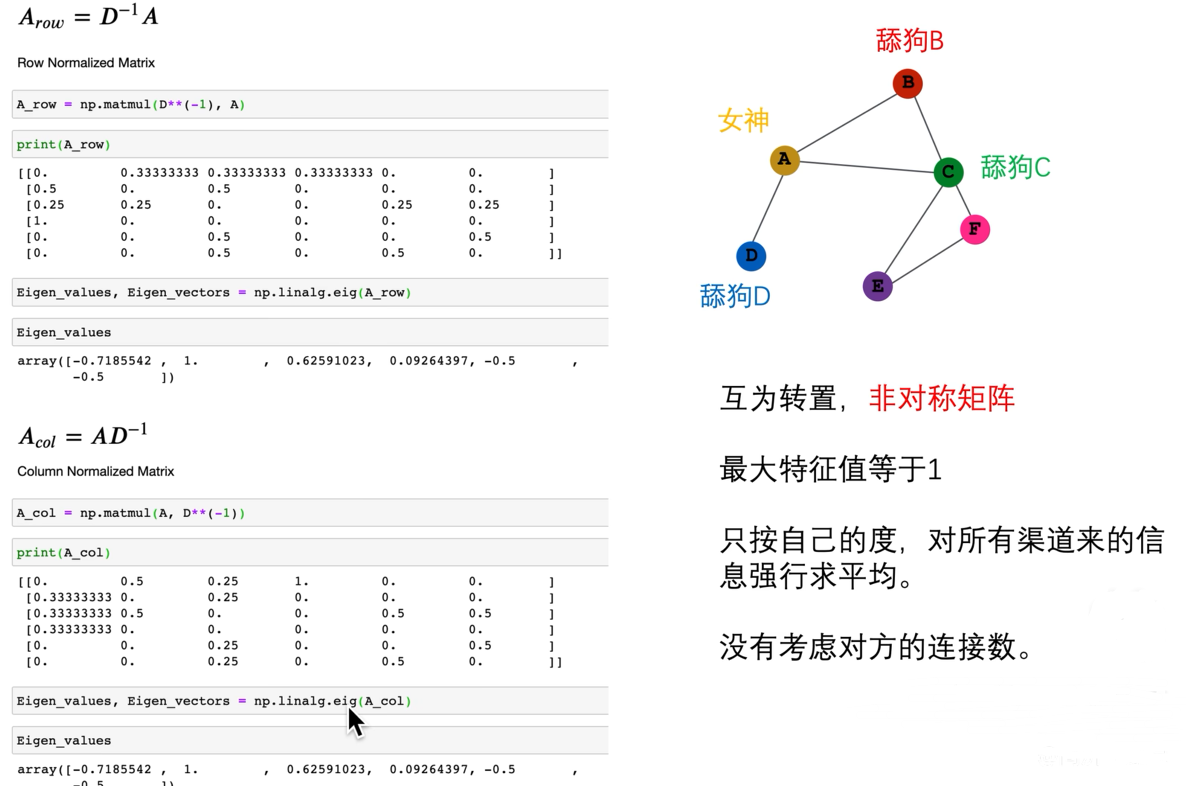 A_row = D⁻¹A
Row Normalized Matrix
A_row = np.matmul(D**(-1), A)
print(A_row)
[[0.         0.33333333 0.33333333 0.33333333 0.         0.        ]
 [0.5        0.         0.5        0.         0.         0.        ]
 [0.25       0.25       0.         0.         0.25       0.25      ]
 [1.         0.         0.         0.         0.         0.        ]
 [0.         0.         0.5        0.         0.         0.5       ]
 [0.         0.         0.5        0.         0.5        0.        ]]
Eigen_values, Eigen_vectors = np.linalg.eig(A_row)
Eigen_values
array([-0.7185542 ,  1.        ,  0.62591023,  0.09264397, -0.5       ,
       -0.5       ])
A_col = AD⁻¹
Column Normalized Matrix
A_col = np.matmul(A, D**(-1))
print(A_col)
[[0.         0.5        0.25       1.         0.         0.        ]
 [0.33333333 0.         0.25       0.         0.         0.        ]
 [0.33333333 0.5        0.         0.         0.5        0.5       ]
 [0.33333333 0.         0.         0.         0.         0.        ]
 [0.         0.         0.25       0.         0.         0.5       ]
 [0.         0.         0.25       0.         0.5        0.        ]]
Eigen_values, Eigen_vectors = np.linalg.eig(A_col)
Eigen_values
array([-0.7185542 ,  1.        ,  0.62591023,  0.09264397, -0.5       ,
       -0.5       ])
舔狗B
B
女神
A
C
舔狗C
F
D
E
舔狗D
互为转置，非对称矩阵
最大特征值等于1
只按自己的度，对所有渠道来的信
息强行求平均。
没有考虑对方的连接数。